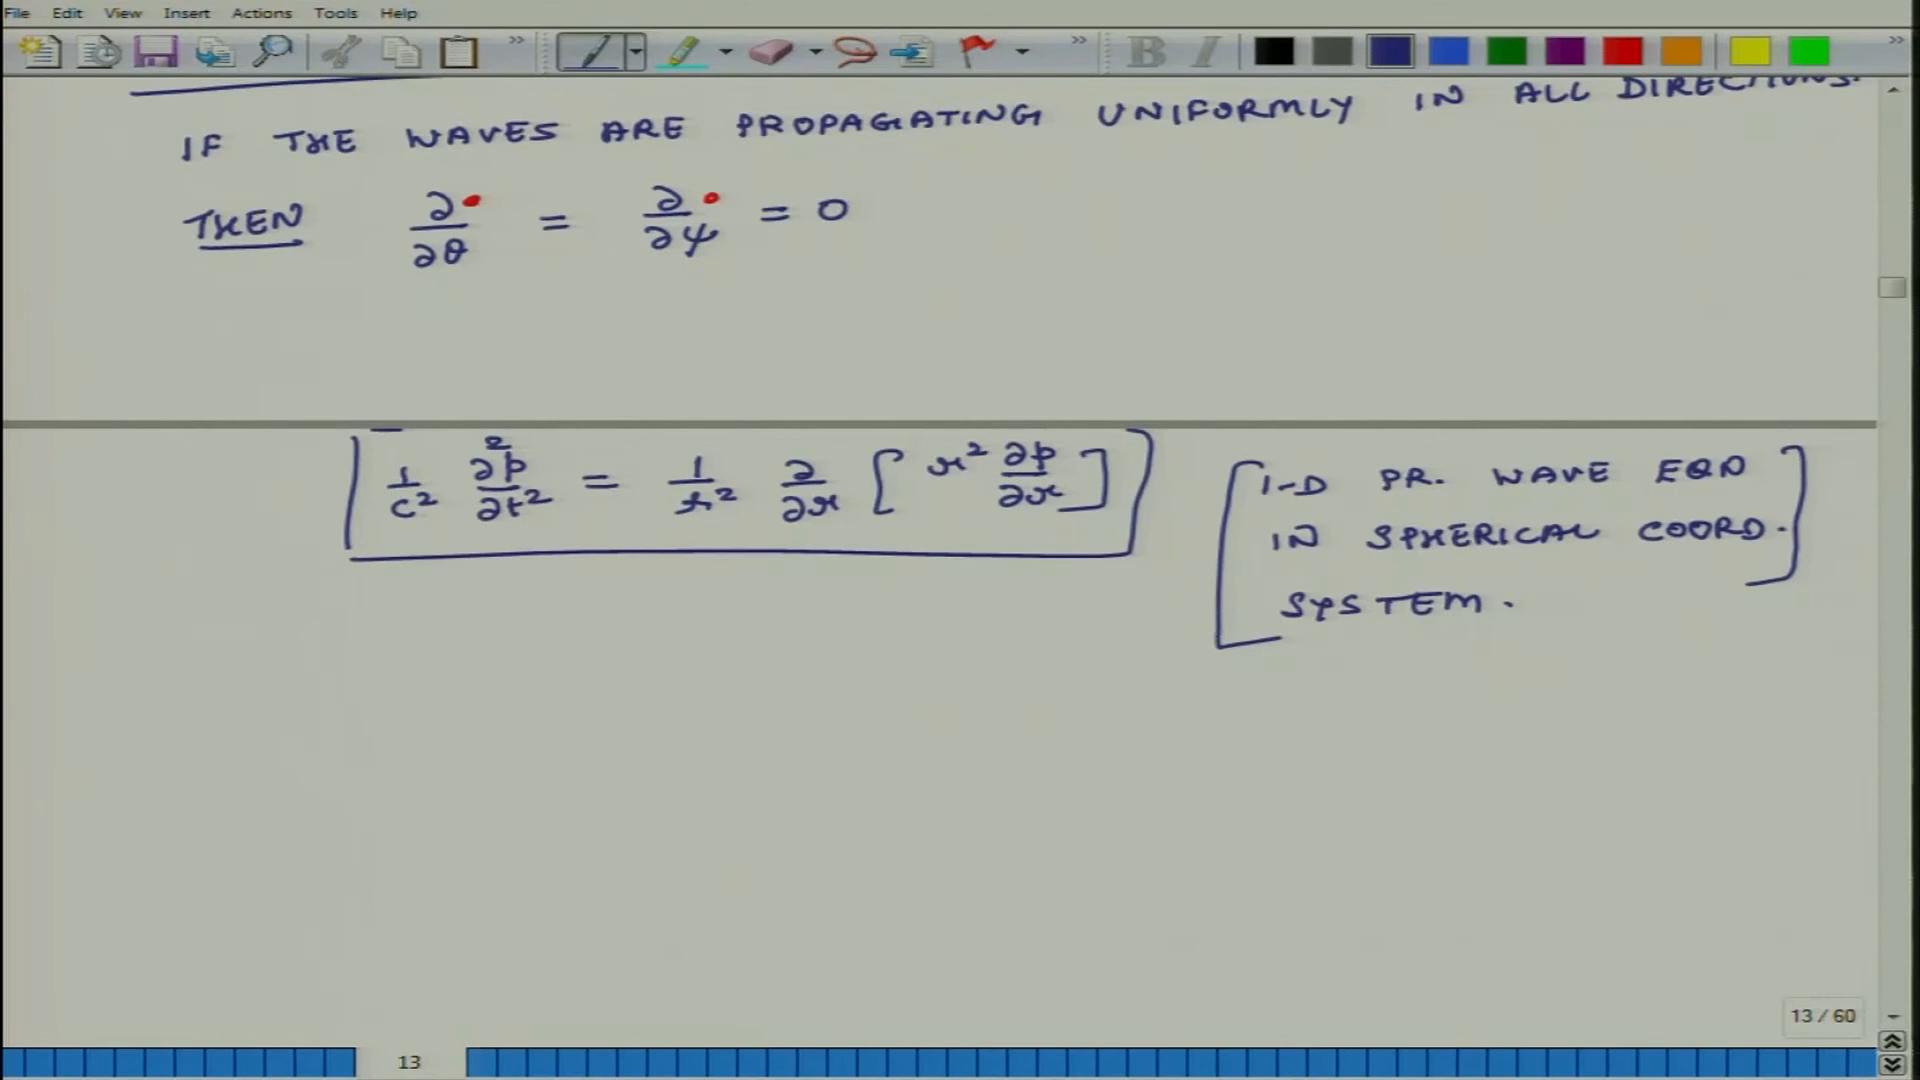 File Edit View Insert Actions Tools Help
B I
IF THE WAVES ARE PROPAGATING UNIFORMLY IN ALL DIRECTIONS.
THEN ∂•/∂θ = ∂•/∂ψ = 0
1/c² ∂²p/∂t² = 1/r² ∂/∂r [r² ∂p/∂r]
1-D PR. WAVE EQN
IN SPHERICAL COORD.
SYSTEM.
13 / 60
13